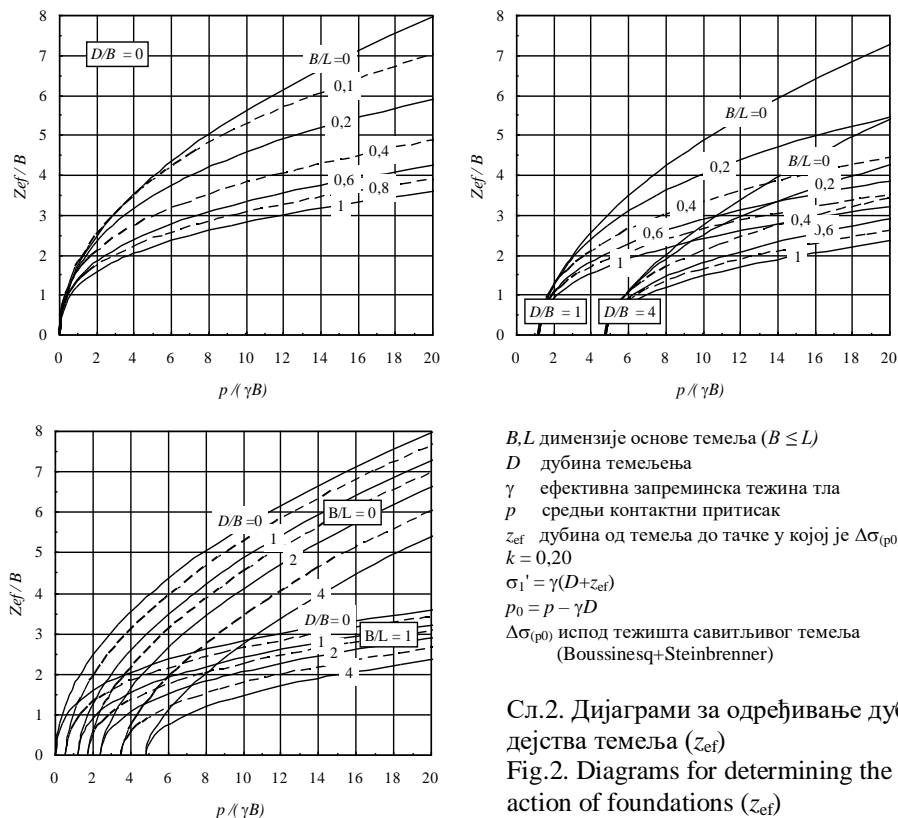 8
7
6
5
4
3
2
1
0
Zef / B
D/B = 0
B/L=0
0,1
0,2
0,4
0,6
0,8
1
0 2 4 6 8 10 12 14 16 18 20
p /( γB)
8
7
6
5
4
3
2
1
0
Zef / B
B/L=0
B/L=0
0,2
0,2
0,4
0,4
0,6
0,6
1
1
D/B = 1
D/B = 4
0 2 4 6 8 10 12 14 16 18 20
p /( γB)
8
7
6
5
4
3
2
1
0
Zef / B
D/B=0
B/L = 0
1
2
4
D/B=0
1
B/L = 1
2
4
0 2 4 6 8 10 12 14 16 18 20
p /( γB)
B,L димензије основе темеља (B ≤ L)
D дубина темељења
γ ефективна запреминска тежина тла
p средњи контактни притисак
zef дубина од темеља до тачке у којој је Δσ(p0)
k = 0,20
σ1' = γ(D+zef)
p0 = p − γD
Δσ(p0) испод тежишта савитљивог темеља
(Boussinesq+Steinbrenner)
Сл.2. Дијаграми за одређивање дуб
дејства темеља (zef)
Fig.2. Diagrams for determining the
action of foundations (zef)